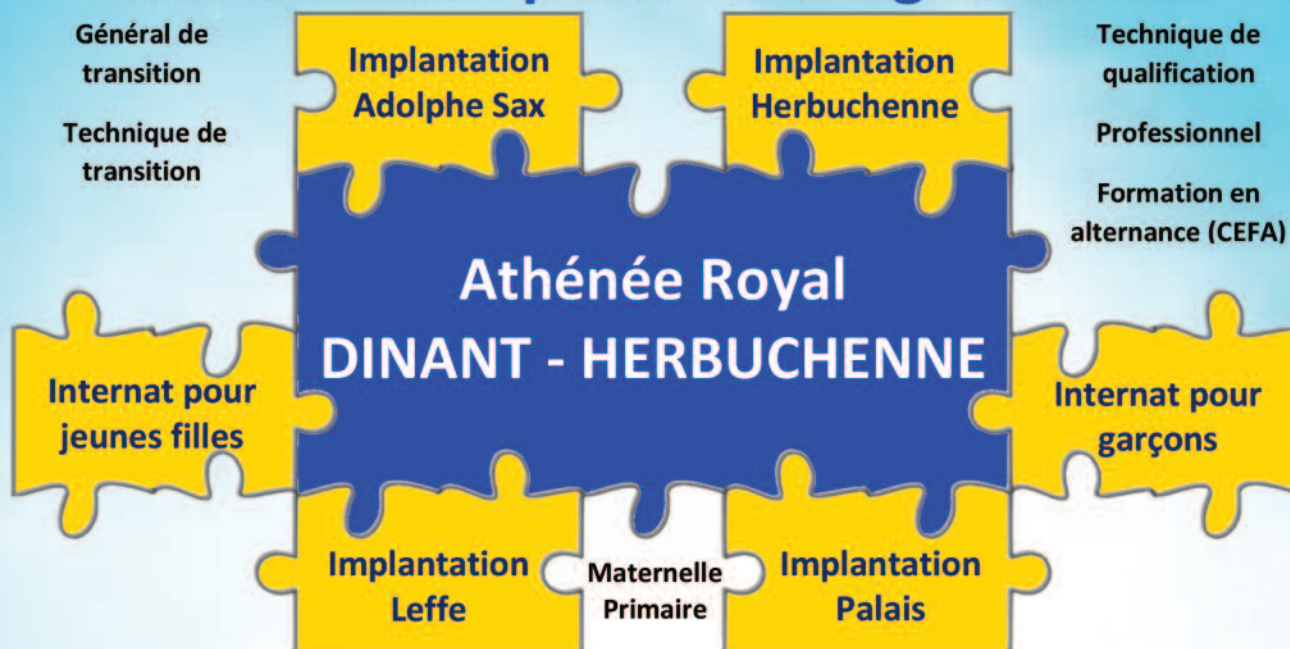 Général de
transition
Technique de
transition
Implantation
Adolphe Sax
Implantation
Herbuchenne
Technique de
qualification
Professionnel
Formation en
alternance (CEFA)
Athénée Royal
DINANT - HERBUCHENNE
Internat pour
jeunes filles
Internat pour
garçons
Implantation
Leffe
Maternelle
Primaire
Implantation
Palais